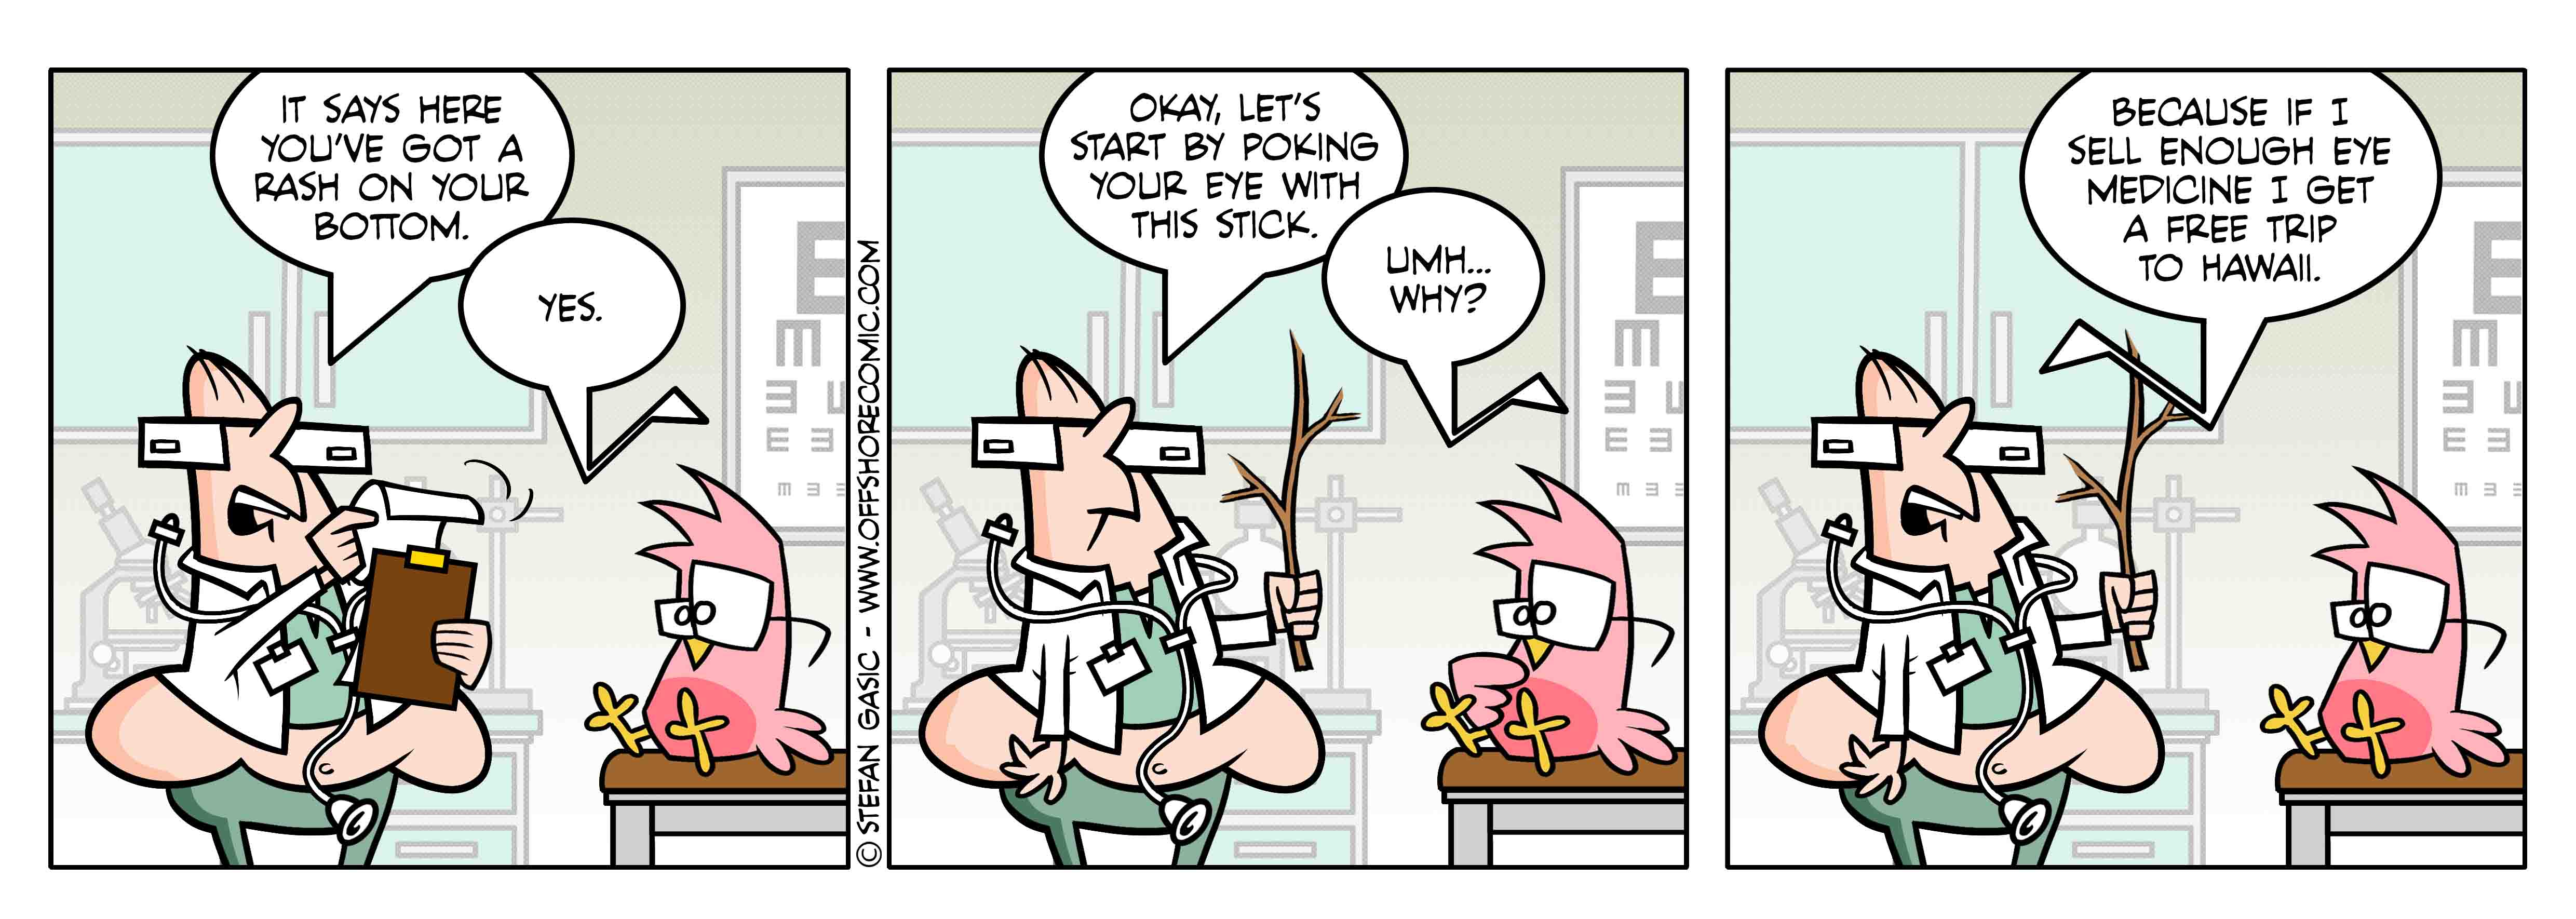 IT SAYS HERE
YOU'VE GOT A
RASH ON YOUR
BOTTOM.
YES.
© STEFAN GASIC - WWW.OFFSHORECOMIC.COM
OKAY, LET'S
START BY POKING
YOUR EYE WITH
THIS STICK.
UMH...
WHY?
BECAUSE IF I
SELL ENOUGH EYE
MEDICINE I GET
A FREE TRIP
TO HAWAII.